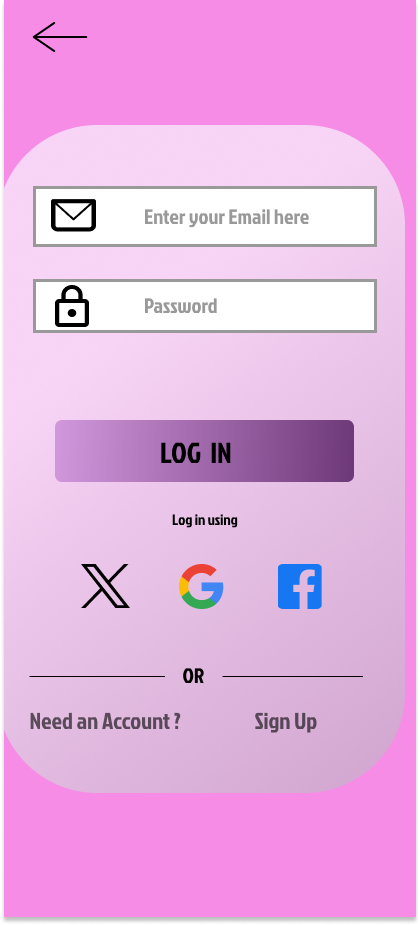 Enter your Email here
Password
LOG IN
Log in using
OR
Need an Account ? Sign Up